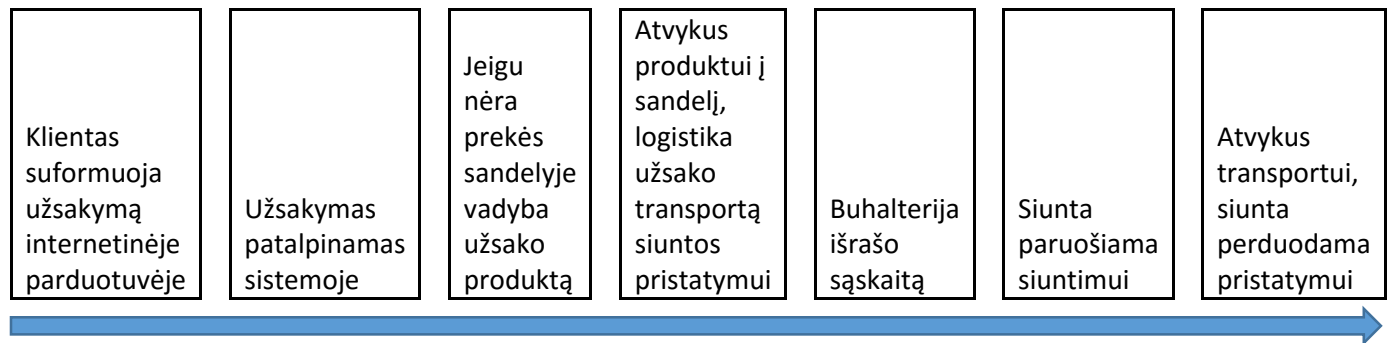 Klientas
suformuoja
užsakymą
internetinėje
parduotuvėje
Užsakymas
patalpinamas
sistemoje
Jeigu
nėra
prekės
sandelyje
vadyba
užsako
produktą
Atvykus
produktui į
sandelį,
logistika
užsako
transportą
siuntos
pristatymui
Buhalterija
išrašo
sąskaitą
Siunta
paruošiama
siuntimui
Atvykus
transportui,
siunta
perduodama
pristatymui